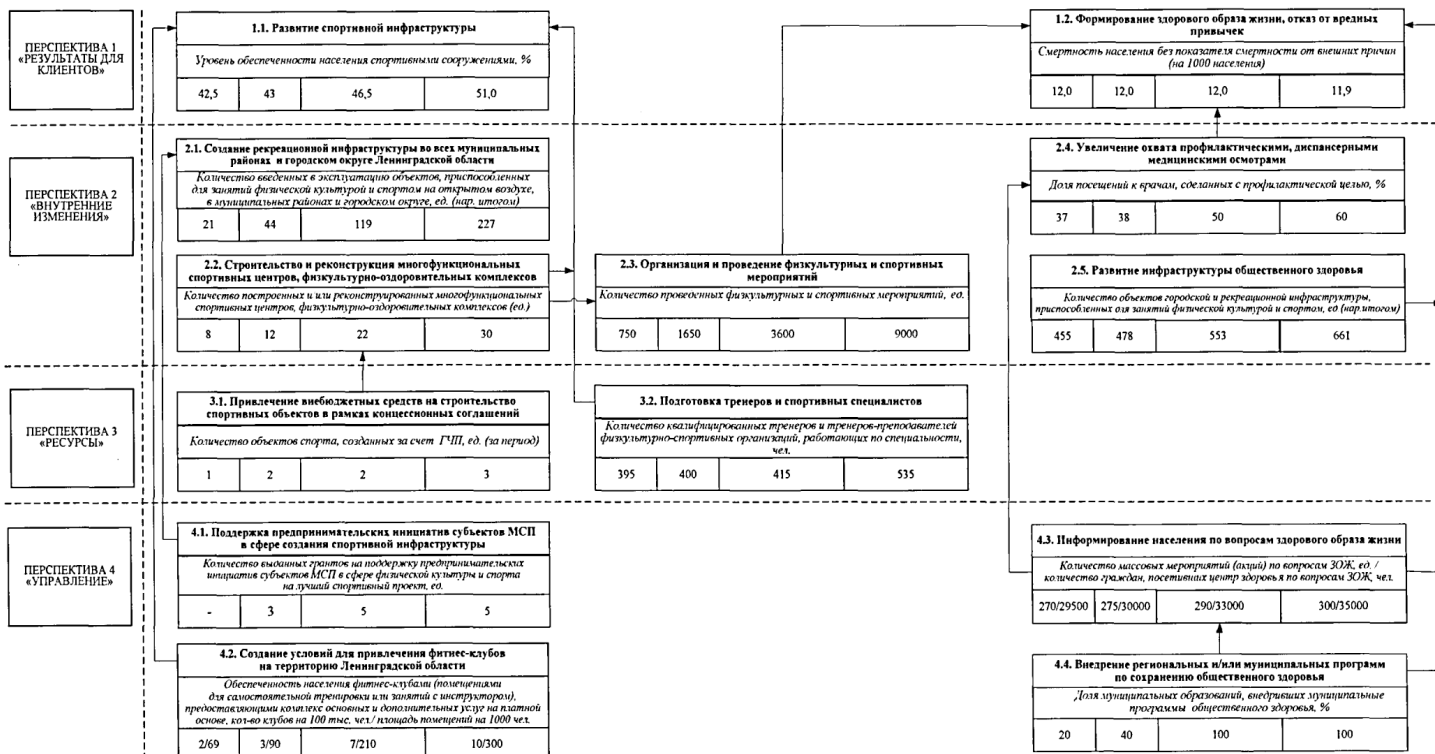 ПЕРСПЕКТИВА 1
«РЕЗУЛЬТАТЫ ДЛЯ
КЛИЕНТОВ»
1.1. Развитие спортивной инфраструктуры
Уровень обеспеченности населения спортивными сооружениями, %
42,5 43 46,5 51,0
1.2. Формирование здорового образа жизни, отказ от вредных
привычек
Смертность населения без показателя смертности от внешних причин
(на 1000 населения)
12,0 12,0 12,0 11,9
ПЕРСПЕКТИВА 2
«ВНУТРЕННИЕ
ИЗМЕНЕНИЯ»
2.1. Создание рекреационной инфраструктуры во всех муниципальных
районах и городском округе Ленинградской области
Количество введенных в эксплуатацию объектов, приспособленных
для занятий физической культурой и спортом на открытом воздухе,
в муниципальных районах и городском округе, ед. (нар. итогом)
21 44 119 227
2.2. Строительство и реконструкция многофункциональных
спортивных центров, физкультурно-оздоровительных комплексов
Количество построенных и или реконструированных многофункциональных
спортивных центров, физкультурно-оздоровительных комплексов (ед.)
8 12 22 30
2.3. Организация и проведение физкультурных и спортивных
мероприятий
Количество проведенных физкультурных и спортивных мероприятий, ед.
750 1650 3600 9000
2.4. Увеличение охвата профилактическими, диспансерными
медицинскими осмотрами
Доля посещений к врачам, сделанных с профилактической целью, %
37 38 50 60
2.5. Развитие инфраструктуры общественного здоровья
Количество объектов городской и рекреационной инфраструктуры,
приспособленных для занятий физической культурой и спортом, ед (нар.итогом)
455 478 553 661
ПЕРСПЕКТИВА 3
«РЕСУРСЫ»
3.1. Привлечение внебюджетных средств на строительство
спортивных объектов в рамках концессионных соглашений
Количество объектов спорта, созданных за счет ГЧП, ед. (за период)
1 2 2 3
3.2. Подготовка тренеров и спортивных специалистов
Количество квалифицированных тренеров и тренеров-преподавателей
физкультурно-спортивных организаций, работающих по специальности,
чел.
395 400 415 535
ПЕРСПЕКТИВА 4
«УПРАВЛЕНИЕ»
4.1. Поддержка предпринимательских инициатив субъектов МСП
в сфере создания спортивной инфраструктуры
Количество выданных грантов на поддержку предпринимательских
инициатив субъектов МСП в сфере физической культуры и спорта
на лучший спортивный проект, ед.
- 3 5 5
4.2. Создание условий для привлечения фитнес-клубов
на территорию Ленинградской области
Обеспеченность населения фитнес-клубами (помещениями
для самостоятельной тренировки или занятий с инструктором),
предоставляющими комплекс основных и дополнительных услуг на платной
основе, кол-во клубов на 100 тыс. чел./ площадь помещений на 1000 чел.
2/69 3/90 7/210 10/300
4.3. Информирование населения по вопросам здорового образа жизни
Количество массовых мероприятий (акций) по вопросам ЗОЖ, ед. /
количество граждан, посетивших центр здоровья по вопросам ЗОЖ, чел.
270/29500 275/30000 290/33000 300/35000
4.4. Внедрение региональных и/или муниципальных программ
по сохранению общественного здоровья
Доля муниципальных образований, внедривших муниципальные
программы общественного здоровья, %
20 40 100 100